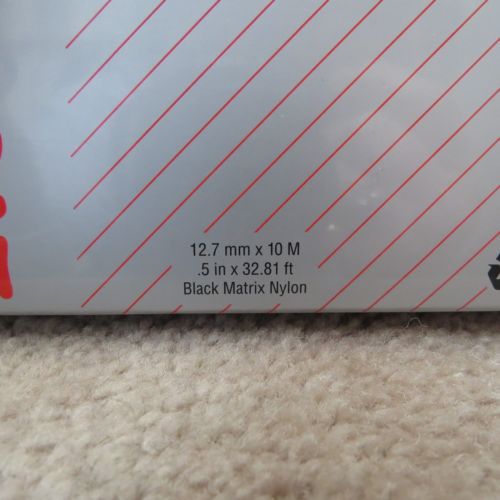 12.7 mm x 10 M
.5 in x 32.81 ft
Black Matrix Nylon